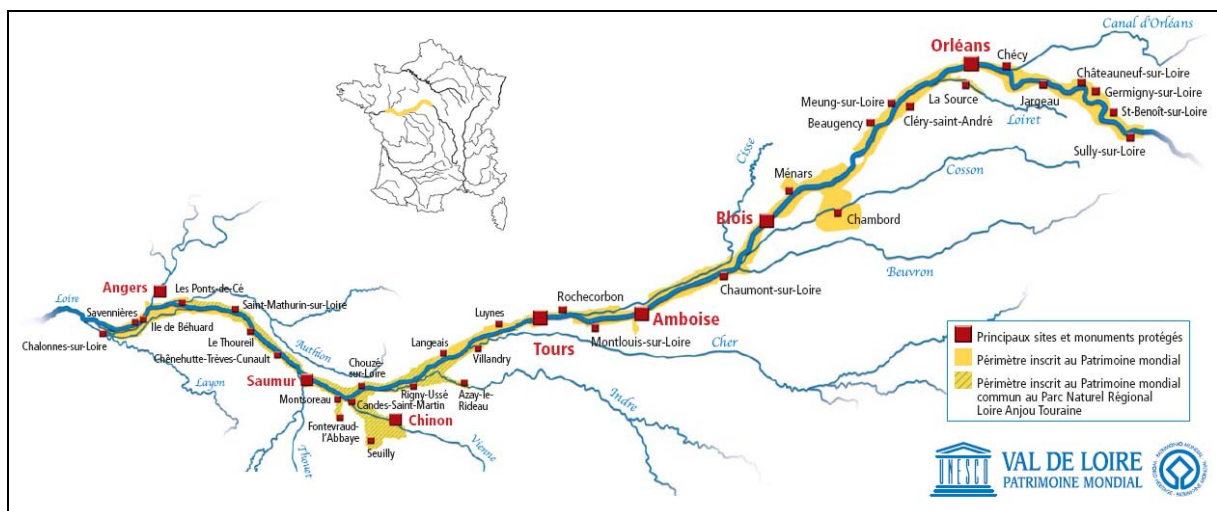 Canal d'Orléans
Orléans
Chécy
Châteauneuf-sur-Loire
Germigny-sur-Loire
St-Benoît-sur-Loire
Sully-sur-Loire
Jargeau
La Source
Loiret
Meung-sur-Loire
Cléry-saint-André
Beaugency
Cisse
Ménars
Cosson
Blois
Chambord
Beuvron
Chaumont-sur-Loire
Angers
Les Ponts-de-Cé
Saint-Mathurin-sur-Loire
Loire
Savennières
Ile de Béhuard
Chalonnes-sur-Loire
Le Thoureil
Chênehutte-Trèves-Cunault
Layon
Authion
Saumur
Thouet
Montsoreau
Chouzé-
sur-Loire
Candes-Saint-Martin
Fontevraud-
l'Abbaye
Seuilly
Chinon
Vienne
Rigny-Ussé
Langeais
Azay-le-
Rideau
Villandry
Luynes
Indre
Tours
Rochecorbon
Montlouis-sur-Loire
Amboise
Cher
Principaux sites et monuments protégés
Périmètre inscrit au Patrimoine mondial
Périmètre inscrit au Patrimoine mondial
commun au Parc Naturel Régional
Loire Anjou Touraine
UNESCO
VAL DE LOIRE
PATRIMOINE MONDIAL